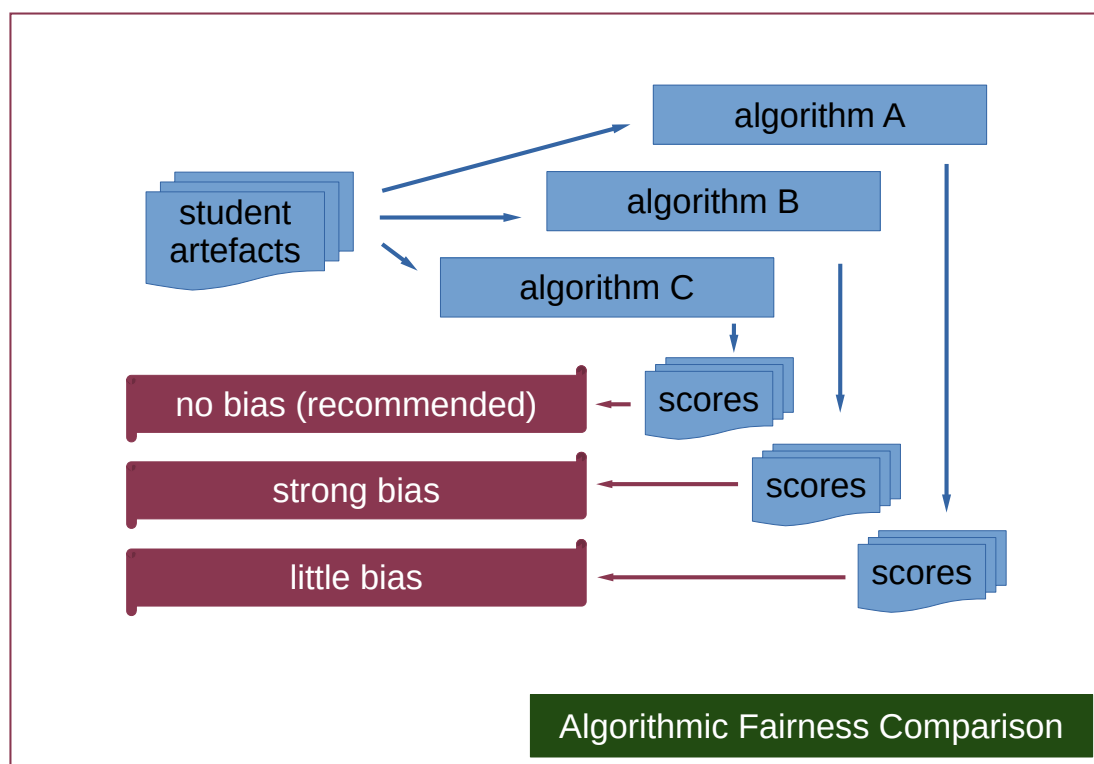 algorithm A
student
artefacts
algorithm B
algorithm C
no bias (recommended)
scores
strong bias
scores
little bias
scores
Algorithmic Fairness Comparison